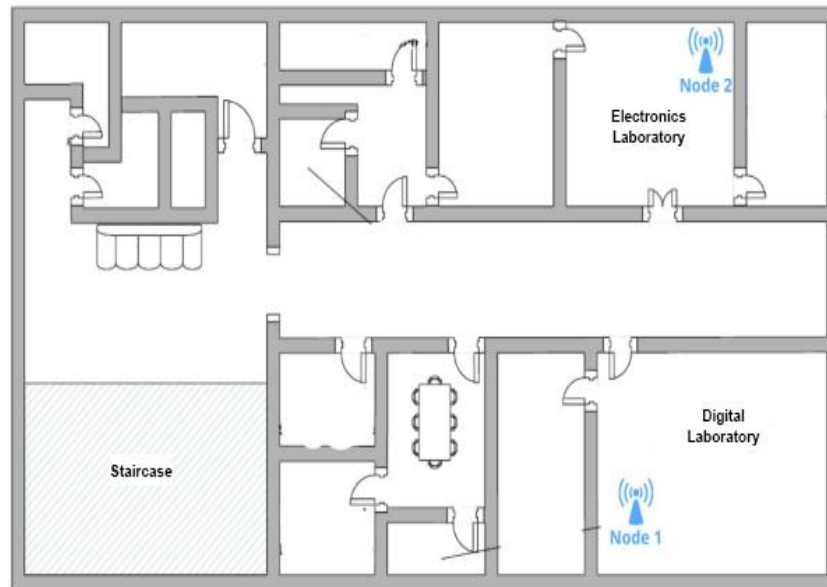 Node 2
Electronics
Laboratory
Digital
Laboratory
Staircase
Node 1